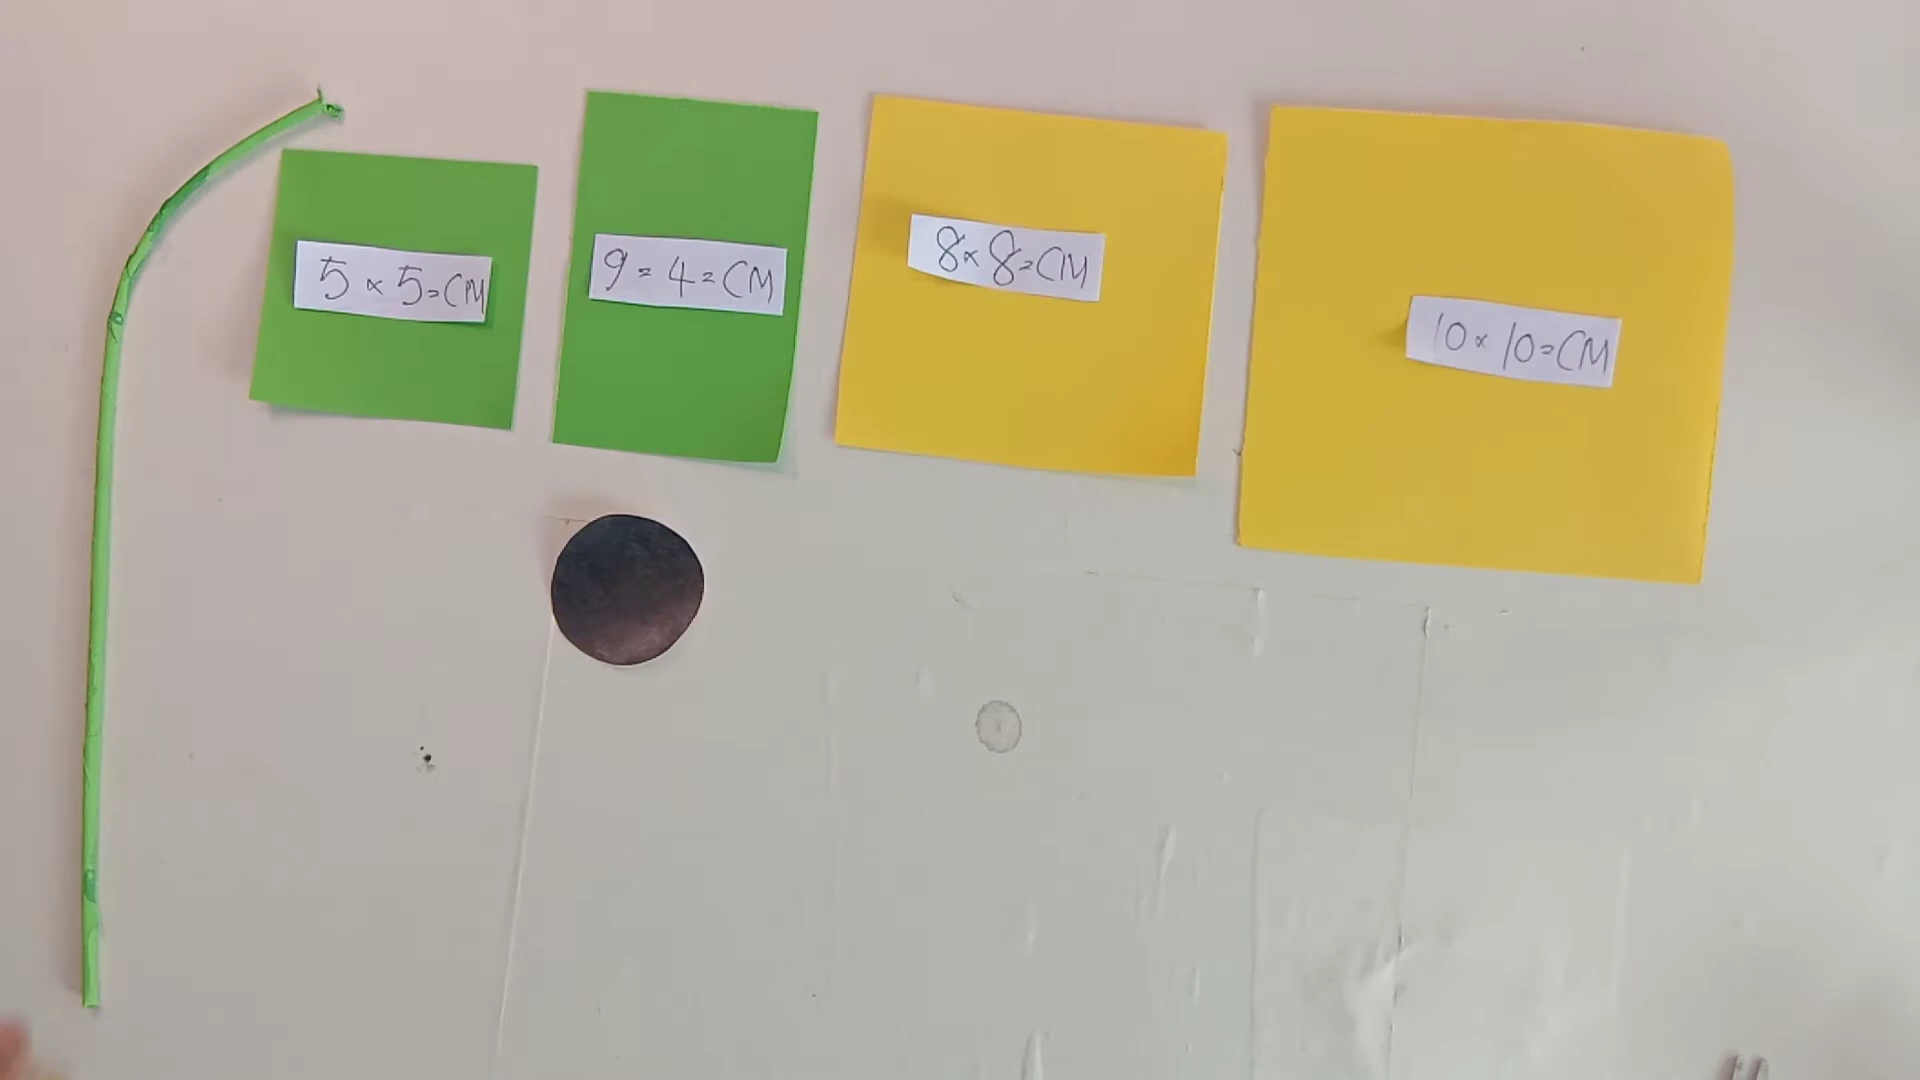 5 × 5 = CM
9 = 4 = CM
8 × 8 = CM
10 × 10 = CM